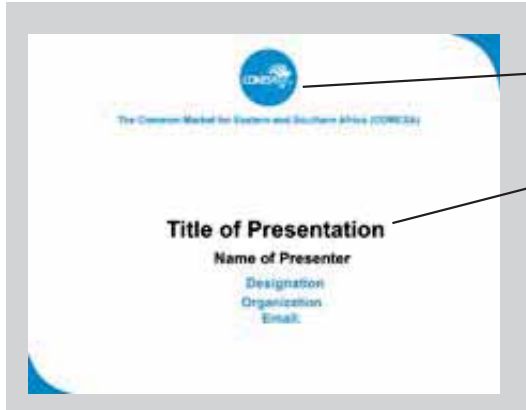 COMESA
The Common Market for Eastern and Southern Africa (COMESA)
Title of Presentation
Name of Presenter
Designation
Organization
Email: